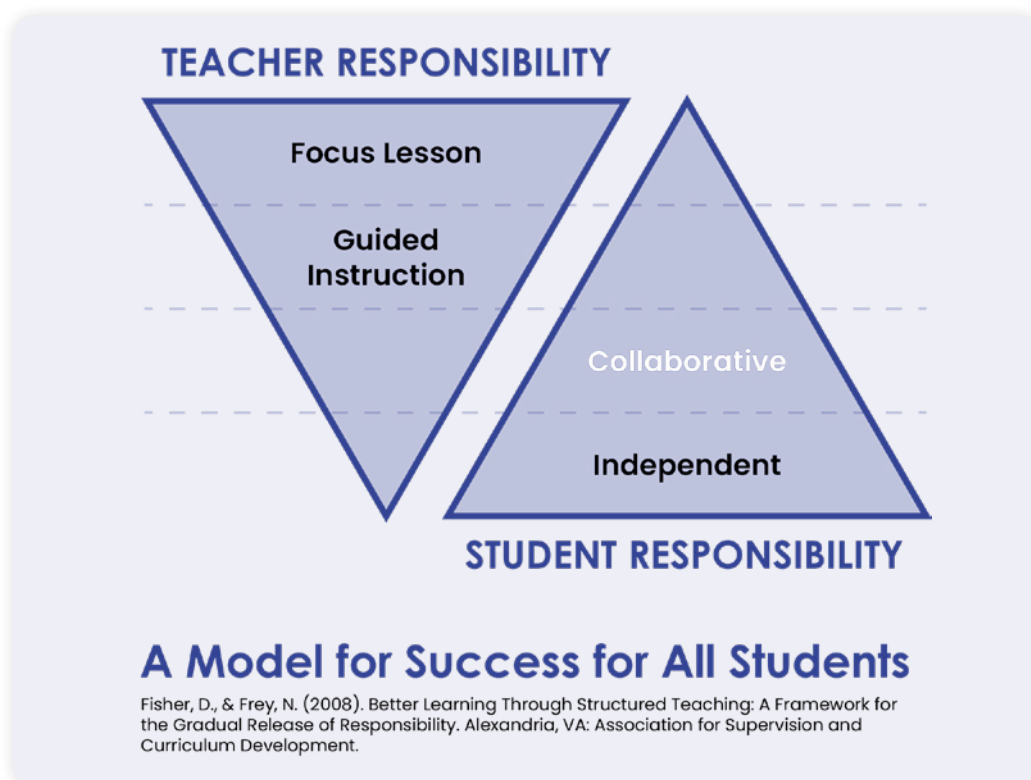 TEACHER RESPONSIBILITY
Focus Lesson
Guided
Instruction
Collaborative
Independent
STUDENT RESPONSIBILITY
A Model for Success for All Students
Fisher, D., & Frey, N. (2008). Better Learning Through Structured Teaching: A Framework for
the Gradual Release of Responsibility. Alexandria, VA: Association for Supervision and
Curriculum Development.